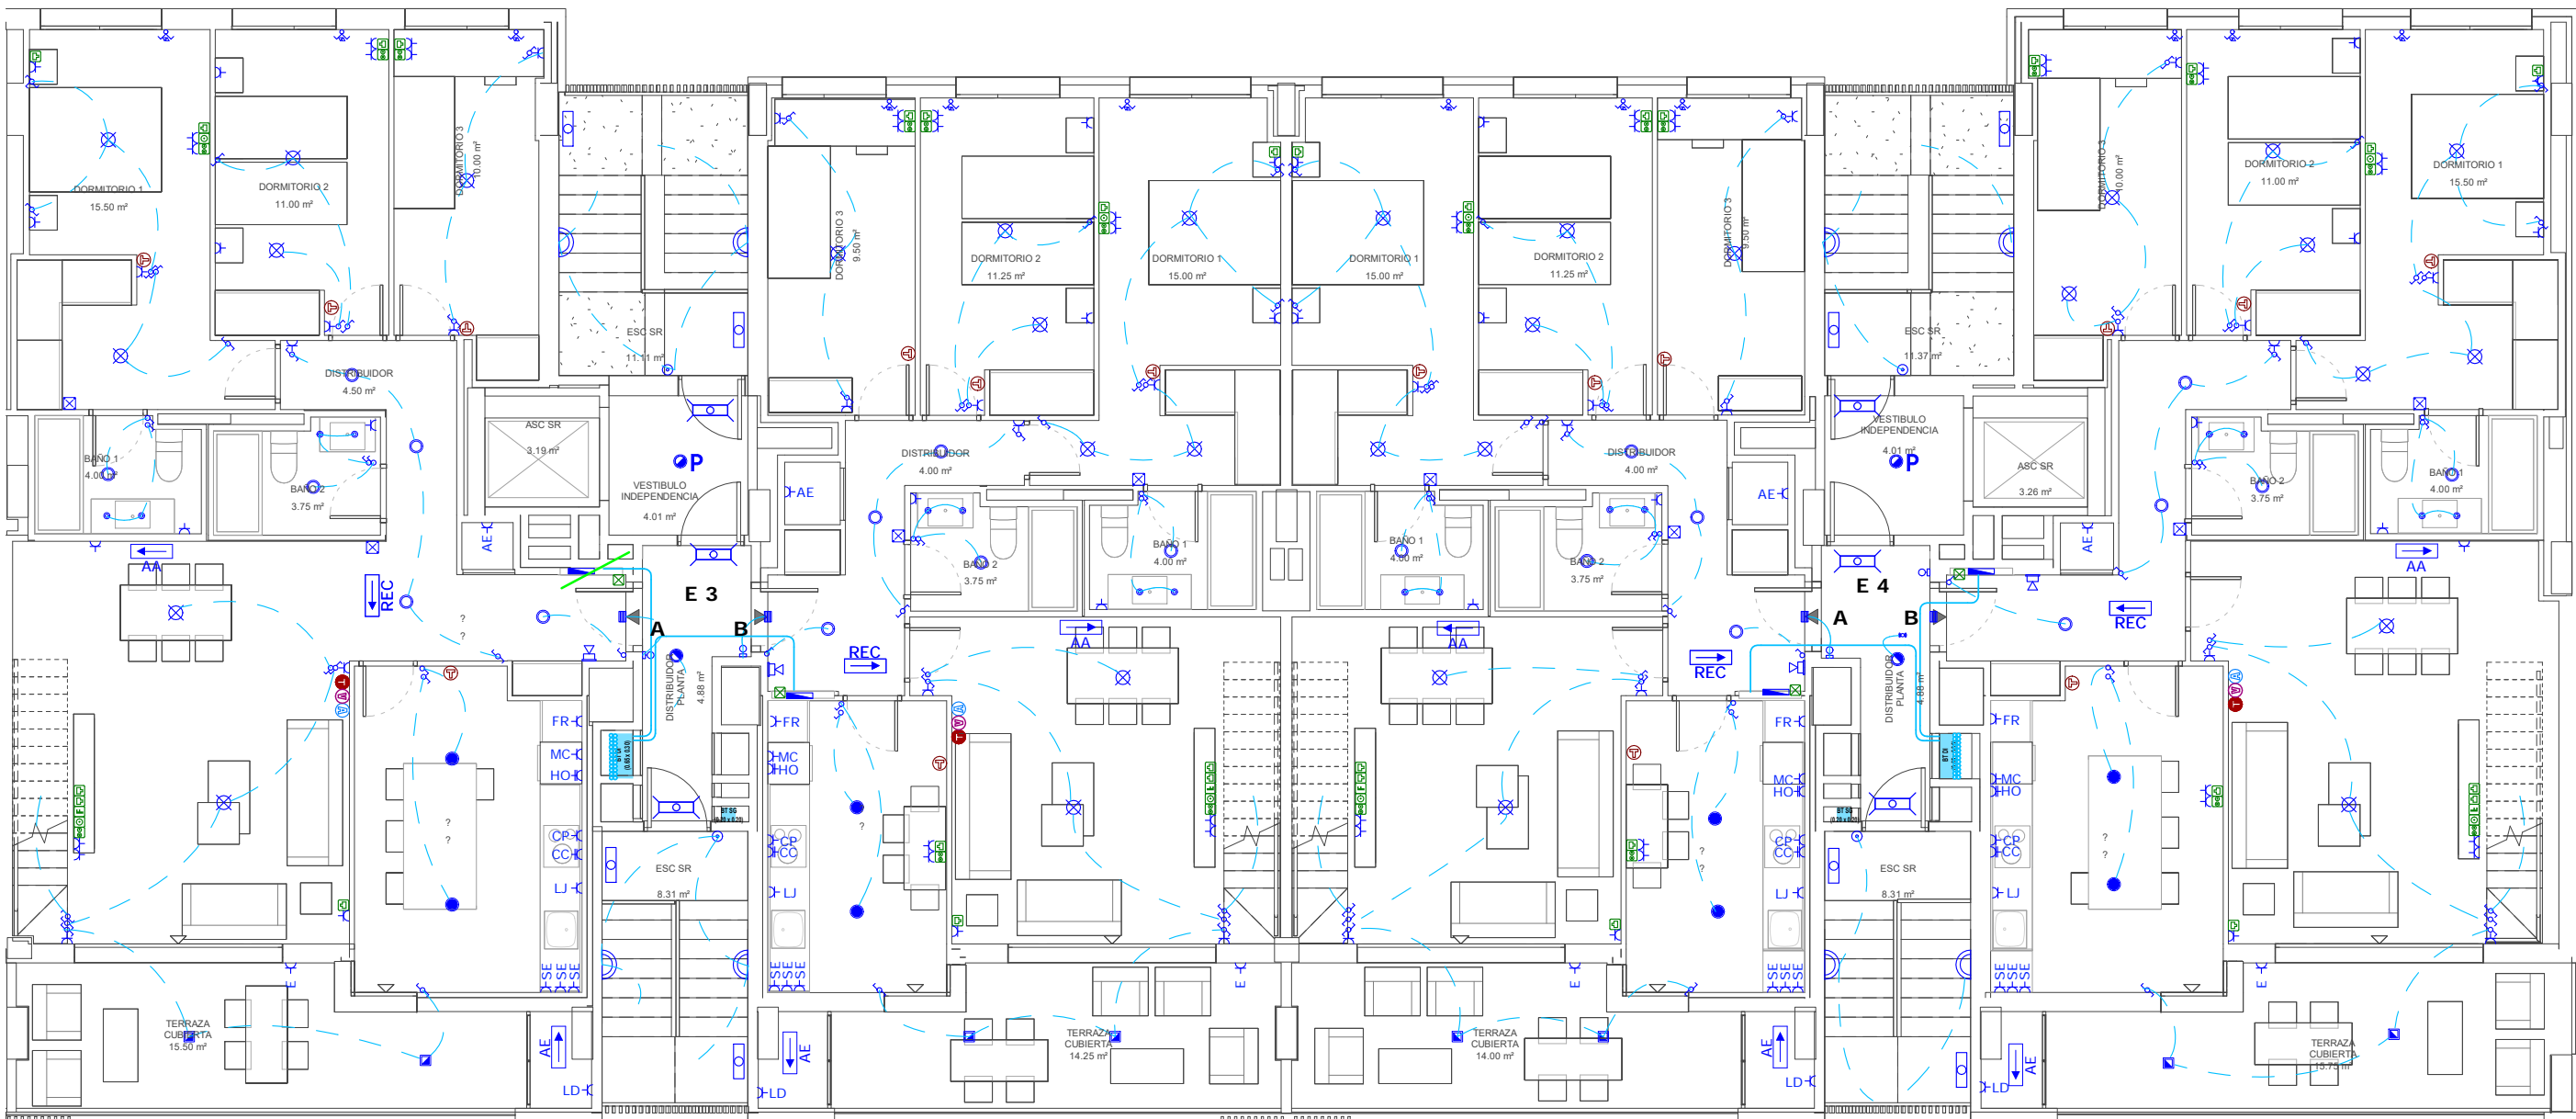 DORMITORIO 1
15.50 m²
DORMITORIO 2
11.00 m²
DORMITORIO 3
10.00 m²
DISTRIBUIDOR
4.50 m²
BAÑO 1
4.00 m²
BAÑO 2
3.75 m²
ASC SR
3.19 m²
ESC SR
11.11 m²
VESTIBULO
INDEPENDENCIA
4.01 m²
P
AE
AA
REC
E 3
A
B
DISTRIBUIDOR
PLANTA
4.88 m²
FR
MC
HO
CP
CC
LJ
SE
SE
SE
BT DI
(0.65 x 0.30)
BT SG
ESC SR
8.31 m²
TERRAZA
CUBIERTA
15.50 m²
E
AE
LD
DORMITORIO 3
9.50 m²
DORMITORIO 2
11.25 m²
DORMITORIO 1
15.00 m²
DISTRIBUIDOR
4.00 m²
AE
BAÑO 2
3.75 m²
BAÑO 1
4.00 m²
REC
AA
FR
MC
HO
CP
CC
LJ
SE
SE
SE
AE
LD
TERRAZA
CUBIERTA
14.25 m²
E
DORMITORIO 1
15.00 m²
DORMITORIO 2
11.25 m²
DORMITORIO 3
9.50 m²
DISTRIBUIDOR
4.00 m²
AE
BAÑO 1
4.00 m²
BAÑO 2
3.75 m²
AA
REC
FR
MC
HO
CP
CC
LJ
SE
SE
SE
TERRAZA
CUBIERTA
14.00 m²
E
AE
LD
ESC SR
11.37 m²
VESTIBULO
INDEPENDENCIA
4.01 m²
P
ASC SR
3.26 m²
E 4
A
B
DISTRIBUIDOR
PLANTA
4.88 m²
BT DI
BT SG
ESC SR
8.31 m²
DORMITORIO 3
10.00 m²
DORMITORIO 2
11.00 m²
DORMITORIO 1
15.50 m²
BAÑO 2
3.75 m²
BAÑO 1
4.00 m²
AE
AA
REC
FR
MC
HO
CP
CC
LJ
SE
SE
SE
E
AE
LD
TERRAZA
CUBIERTA
15.75 m²